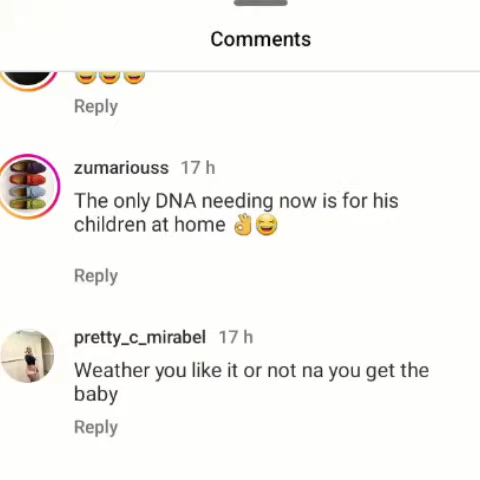 Comments
😂😂😂
Reply
zumariouss 17 h
The only DNA needing now is for his
children at home 👌😅
Reply
pretty_c_mirabel 17 h
Weather you like it or not na you get the
baby
Reply